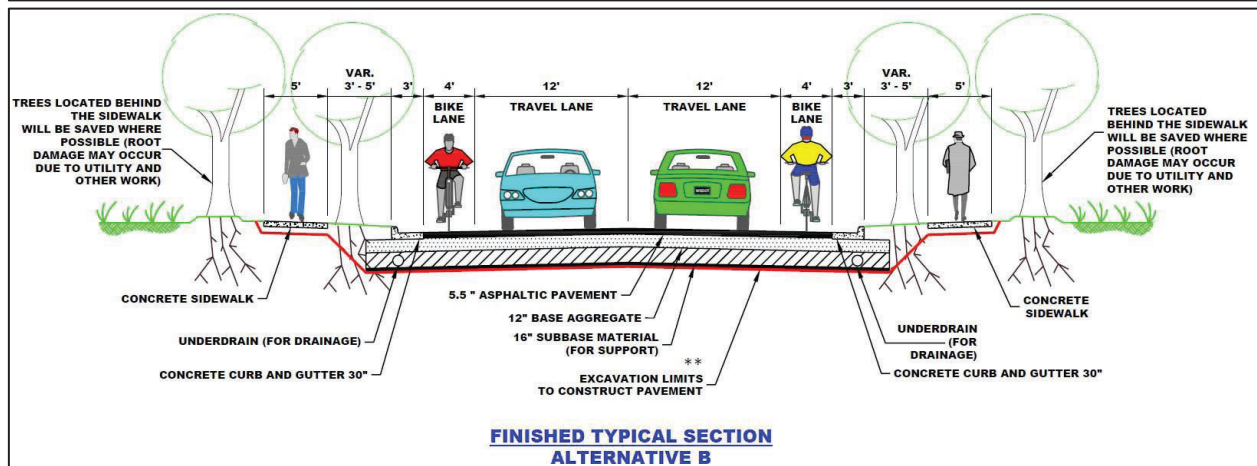 VAR.
VAR.
5'
3' - 5'
3'
4'
12'
12'
4'
3'
3' - 5'
5'
TREES LOCATED BEHIND
THE SIDEWALK
WILL BE SAVED WHERE
POSSIBLE (ROOT
DAMAGE MAY OCCUR
DUE TO UTILITY AND
OTHER WORK)
BIKE
LANE
TRAVEL LANE
TRAVEL LANE
BIKE
LANE
TREES LOCATED
BEHIND THE SIDEWALK
WILL BE SAVED WHERE
POSSIBLE (ROOT
DAMAGE MAY OCCUR
DUE TO UTILITY AND
OTHER WORK)
CONCRETE SIDEWALK
UNDERDRAIN (FOR DRAINAGE)
CONCRETE CURB AND GUTTER 30"
5.5 " ASPHALTIC PAVEMENT
12" BASE AGGREGATE
16" SUBBASE MATERIAL
(FOR SUPPORT)
**
EXCAVATION LIMITS
TO CONSTRUCT PAVEMENT
CONCRETE
SIDEWALK
UNDERDRAIN
(FOR
DRAINAGE)
CONCRETE CURB AND GUTTER 30"
FINISHED TYPICAL SECTION
ALTERNATIVE B